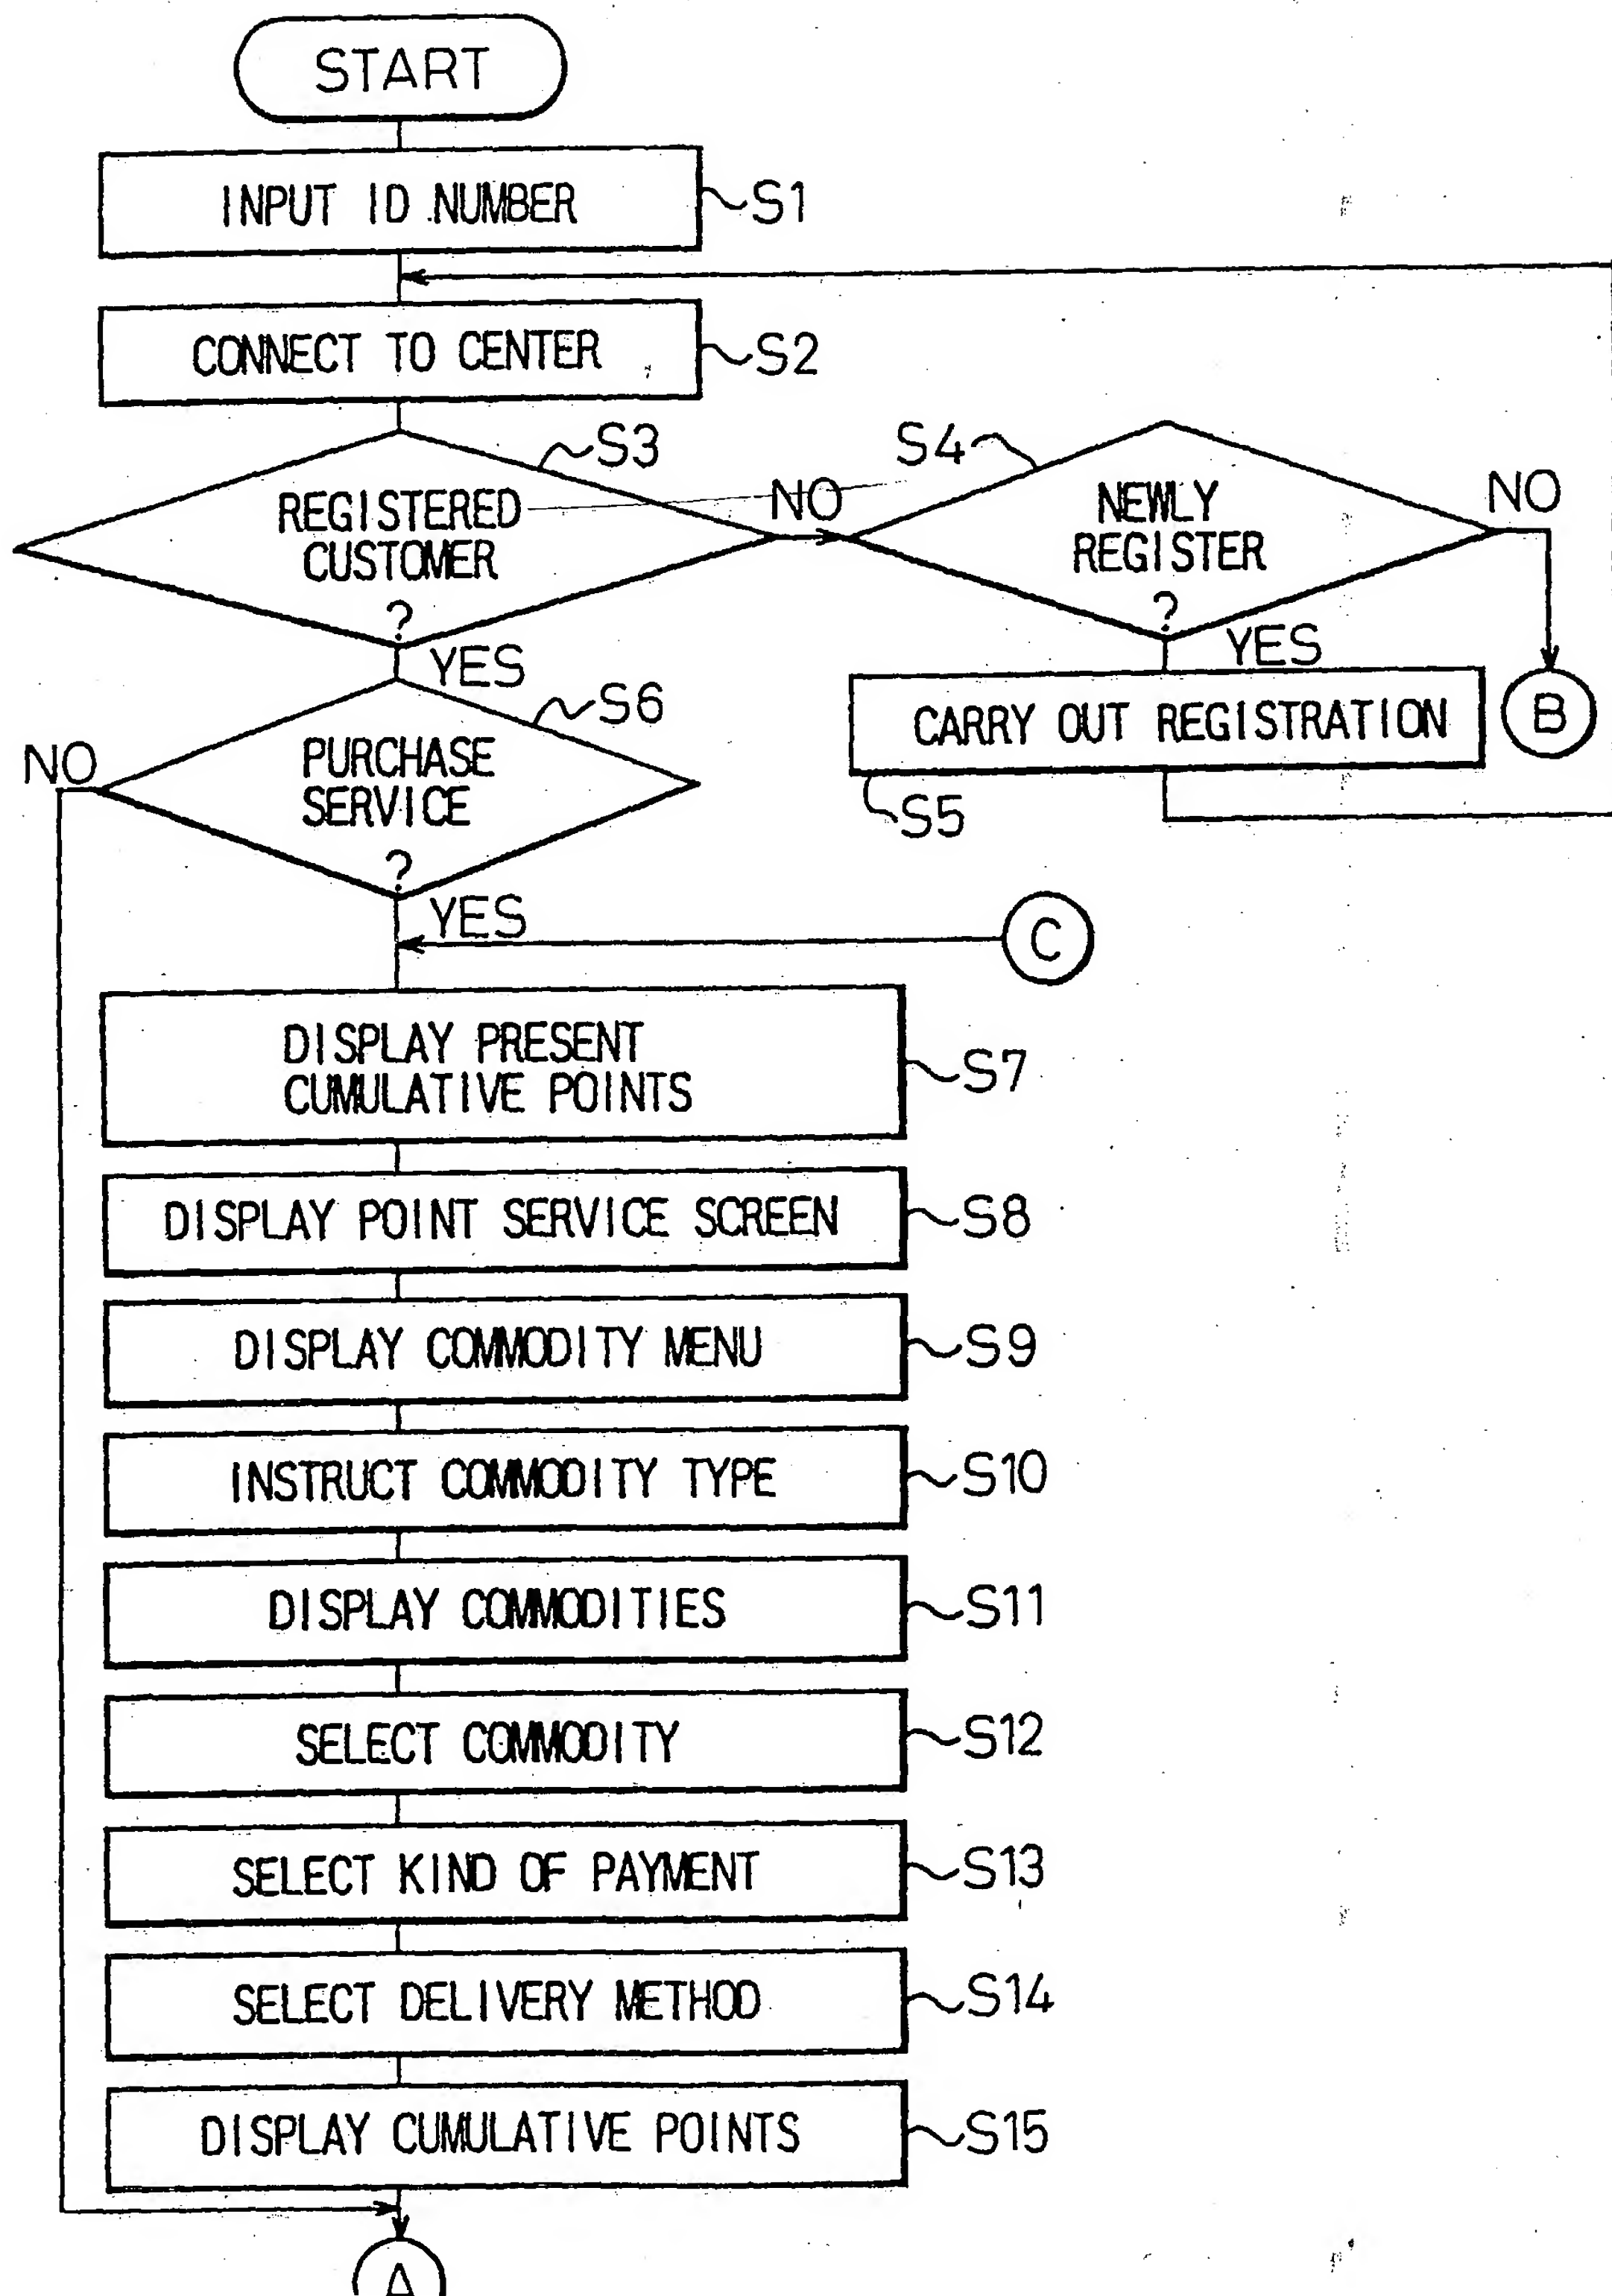 START
INPUT ID NUMBER
S1
CONNECT TO CENTER
S2
S3
REGISTERED
CUSTOMER
?
NO
S4
NEWLY
REGISTER
?
NO
YES
YES
CARRY OUT REGISTRATION
B
S5
S6
PURCHASE
SERVICE
?
NO
YES
C
DISPLAY PRESENT
CUMULATIVE POINTS
S7
DISPLAY POINT SERVICE SCREEN
S8
DISPLAY COMMODITY MENU
S9
INSTRUCT COMMODITY TYPE
S10
DISPLAY COMMODITIES
S11
SELECT COMMODITY
S12
SELECT KIND OF PAYMENT
S13
SELECT DELIVERY METHOD
S14
DISPLAY CUMULATIVE POINTS
S15
A